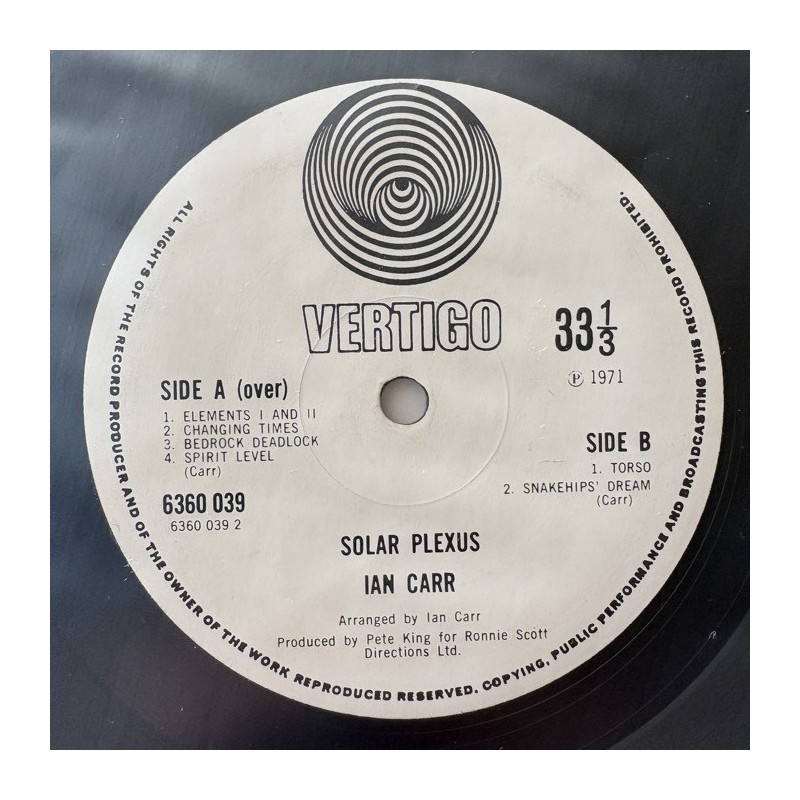 VERTIGO
33 1/3
℗ 1971
SIDE A (over)
1. ELEMENTS I AND II
2. CHANGING TIMES
3. BEDROCK DEADLOCK
4. SPIRIT LEVEL
(Carr)
6360 039
6360 039 2
SIDE B
1. TORSO
2. SNAKEHIPS' DREAM
(Carr)
SOLAR PLEXUS
IAN CARR
Arranged by Ian Carr
Produced by Pete King for Ronnie Scott
Directions Ltd.
ALL RIGHTS OF THE RECORD PRODUCER AND OF THE OWNER OF THE WORK REPRODUCED RESERVED. COPYING, PUBLIC PERFORMANCE AND BROADCASTING THIS RECORD PROHIBITED.